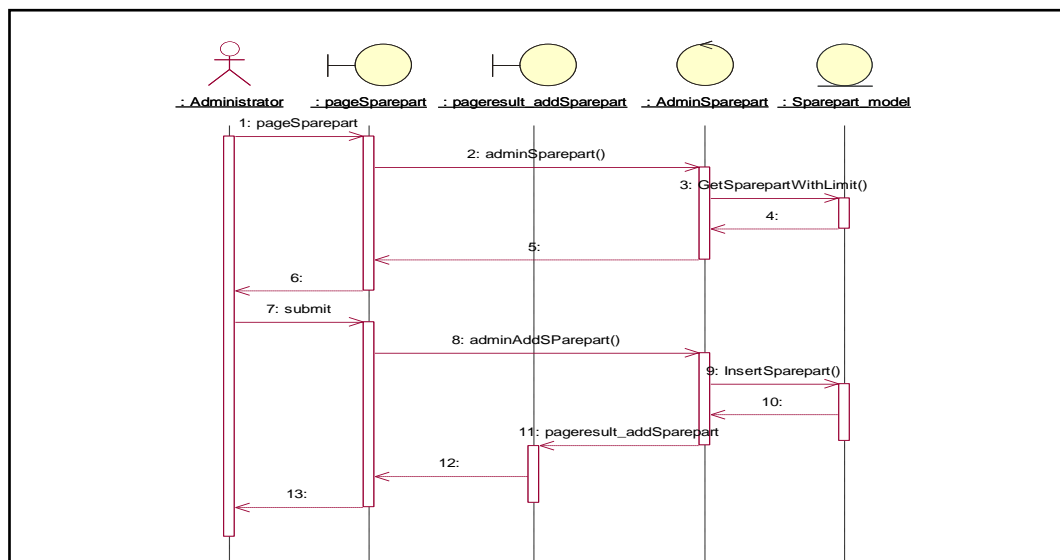 : Administrator
: pageSparepart
: pageresult_addSparepart
: AdminSparepart
: Sparepart_model
1: pageSparepart
2: adminSparepart()
3: GetSparepartWithLimit()
4:
5:
6:
7: submit
8: adminAddSParepart()
9: InsertSparepart()
10:
11: pageresult_addSparepart
12:
13: